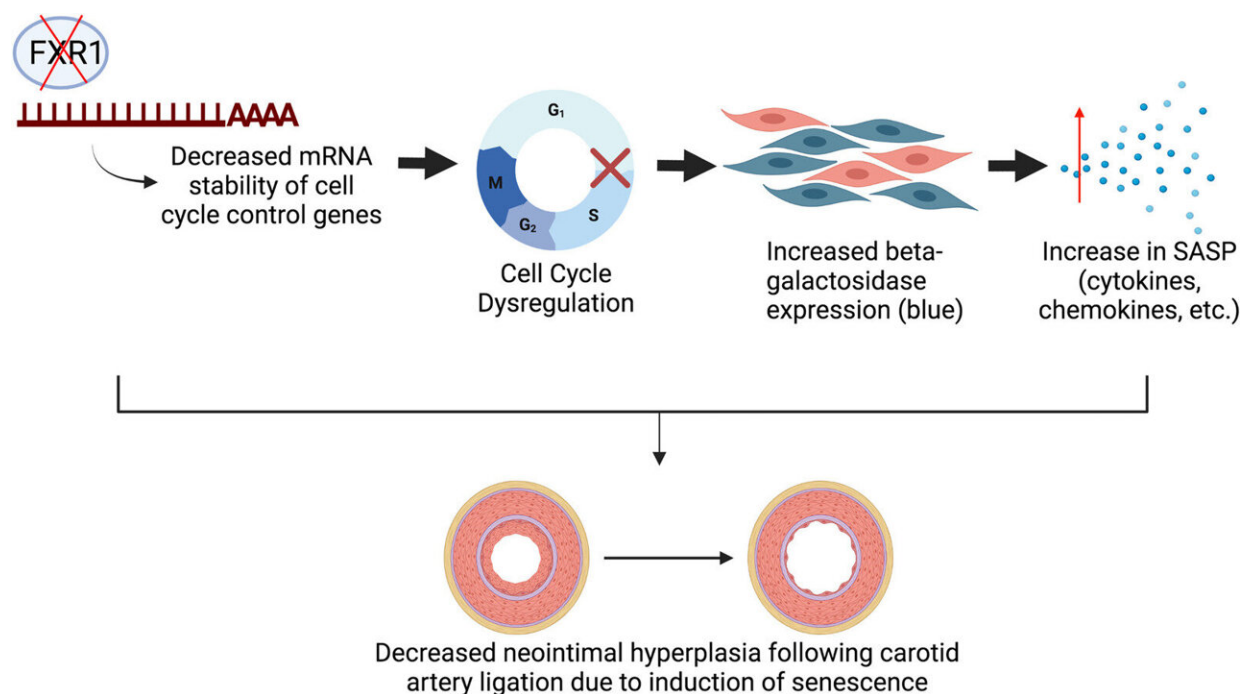 FXR1
AAAA
Decreased mRNA
stability of cell
cycle control genes
G₁
M
G₂
S
Cell Cycle
Dysregulation
Increased beta-
galactosidase
expression (blue)
Increase in SASP
(cytokines,
chemokines, etc.)
Decreased neointimal hyperplasia following carotid
artery ligation due to induction of senescence